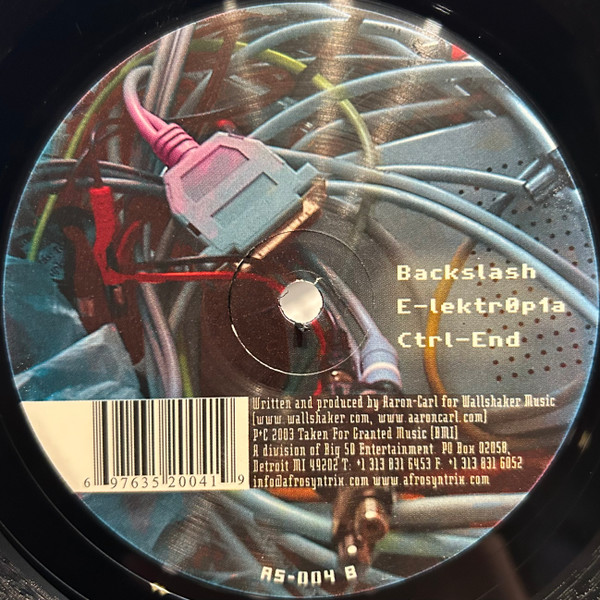 Backslash
E-lektr0p1a
Ctrl-End
Written and produced by Aaron-Carl for Wallshaker Music
(www.wallshaker.com, www.aaroncarl.com)
P+C 2003 Taken For Granted Music (BMI)
A division of Big 50 Entertainment. PO Box 02058,
Detroit MI 48202 T: +1 313 831 6453 F: +1 313 831 6052
info@afrosyntrix.com www.afrosyntrix.com
6 97635 20041 9
AS-004 B